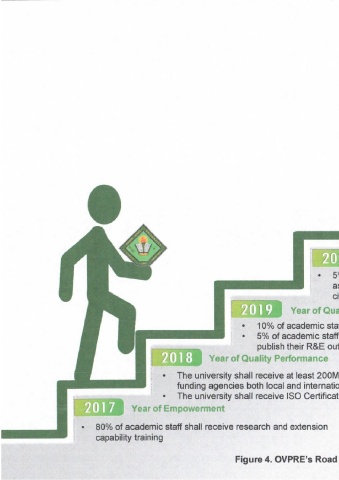 20
• 5
as
ci
2019 Year of Qua
• 10% of academic sta
• 5% of academic staff
publish their R&E out
2018 Year of Quality Performance
• The university shall receive at least 200M
funding agencies both local and internatio
• The university shall receive ISO Certificat
2017 Year of Empowerment
• 80% of academic staff shall receive research and extension
capability training
Figure 4. OVPRE's Road